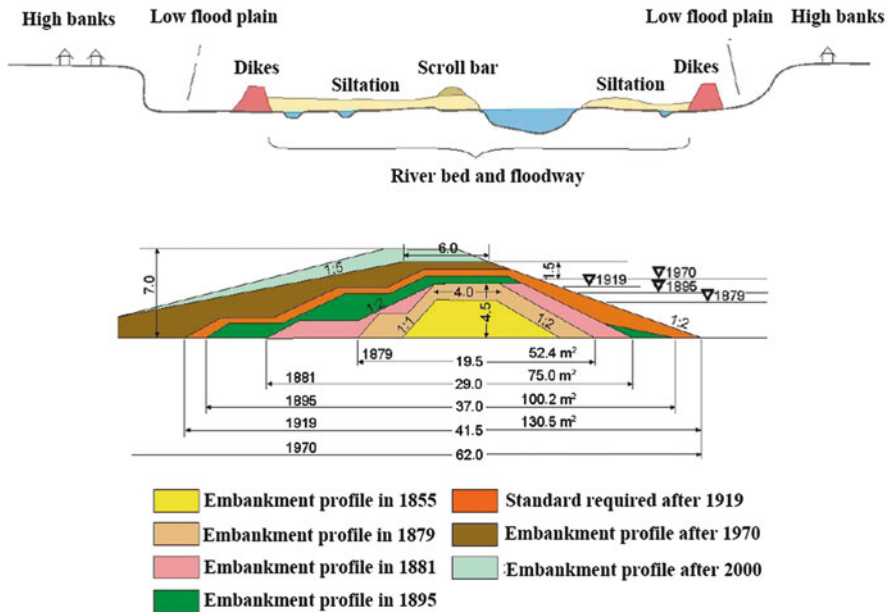 High banks
Low flood plain
Low flood plain
High banks
Dikes
Siltation
Scroll bar
Siltation
Dikes
River bed and floodway
7.0
1:5
6.0
1.5
1970
1919
1895
1879
1:2
4.0
4.5
1:1
1:2
1:2
1879
19.5
52.4 m²
1881
29.0
75.0 m²
1895
37.0
100.2 m²
1919
41.5
130.5 m²
1970
62.0
Embankment profile in 1855
Standard required after 1919
Embankment profile in 1879
Embankment profile after 1970
Embankment profile in 1881
Embankment profile after 2000
Embankment profile in 1895